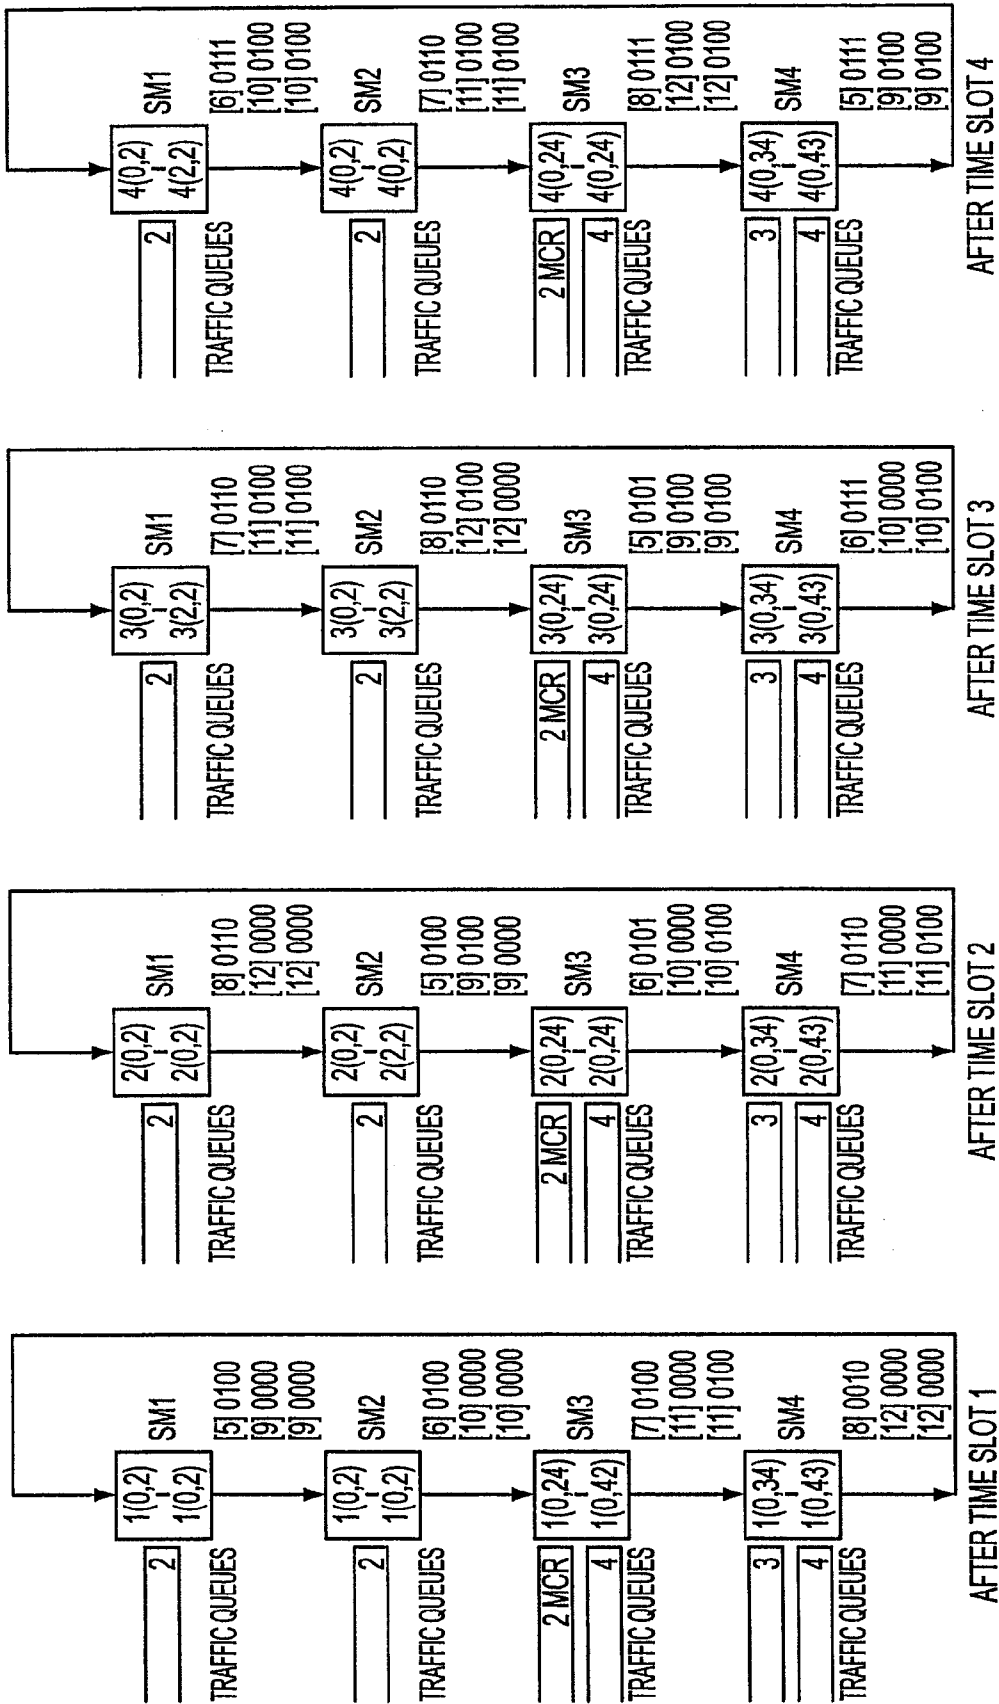 SM1
1(0,2)
-
1(0,2)
2
TRAFFIC QUEUES
[5] 0100
[9] 0000
[9] 0000
SM2
1(0,2)
-
1(0,2)
2
TRAFFIC QUEUES
[6] 0100
[10] 0000
[10] 0000
SM3
1(0,24)
-
1(0,42)
2 MCR
4
TRAFFIC QUEUES
[7] 0100
[11] 0000
[11] 0100
SM4
1(0,34)
-
1(0,43)
3
4
TRAFFIC QUEUES
[8] 0010
[12] 0000
[12] 0000
AFTER TIME SLOT 1
SM1
2(0,2)
-
2(0,2)
2
TRAFFIC QUEUES
[8] 0110
[12] 0000
[12] 0000
SM2
2(0,2)
-
2(2,2)
2
TRAFFIC QUEUES
[5] 0100
[9] 0100
[9] 0000
SM3
2(0,24)
-
2(0,24)
2 MCR
4
TRAFFIC QUEUES
[6] 0101
[10] 0000
[10] 0100
SM4
2(0,34)
-
2(0,43)
3
4
TRAFFIC QUEUES
[7] 0110
[11] 0000
[11] 0100
AFTER TIME SLOT 2
SM1
3(0,2)
-
3(2,2)
2
TRAFFIC QUEUES
[7] 0110
[11] 0100
[11] 0100
SM2
3(0,2)
-
3(2,2)
2
TRAFFIC QUEUES
[8] 0110
[12] 0100
[12] 0000
SM3
3(0,24)
-
3(0,24)
2 MCR
4
TRAFFIC QUEUES
[5] 0101
[9] 0100
[9] 0100
SM4
3(0,34)
-
3(0,43)
3
4
TRAFFIC QUEUES
[6] 0111
[10] 0000
[10] 0100
AFTER TIME SLOT 3
SM1
4(0,2)
-
4(2,2)
2
TRAFFIC QUEUES
[6] 0111
[10] 0100
[10] 0100
SM2
4(0,2)
-
4(0,2)
2
TRAFFIC QUEUES
[7] 0110
[11] 0100
[11] 0100
SM3
4(0,24)
-
4(0,24)
2 MCR
4
TRAFFIC QUEUES
[8] 0111
[12] 0100
[12] 0100
SM4
4(0,34)
-
4(0,43)
3
4
TRAFFIC QUEUES
[5] 0111
[9] 0100
[9] 0100
AFTER TIME SLOT 4